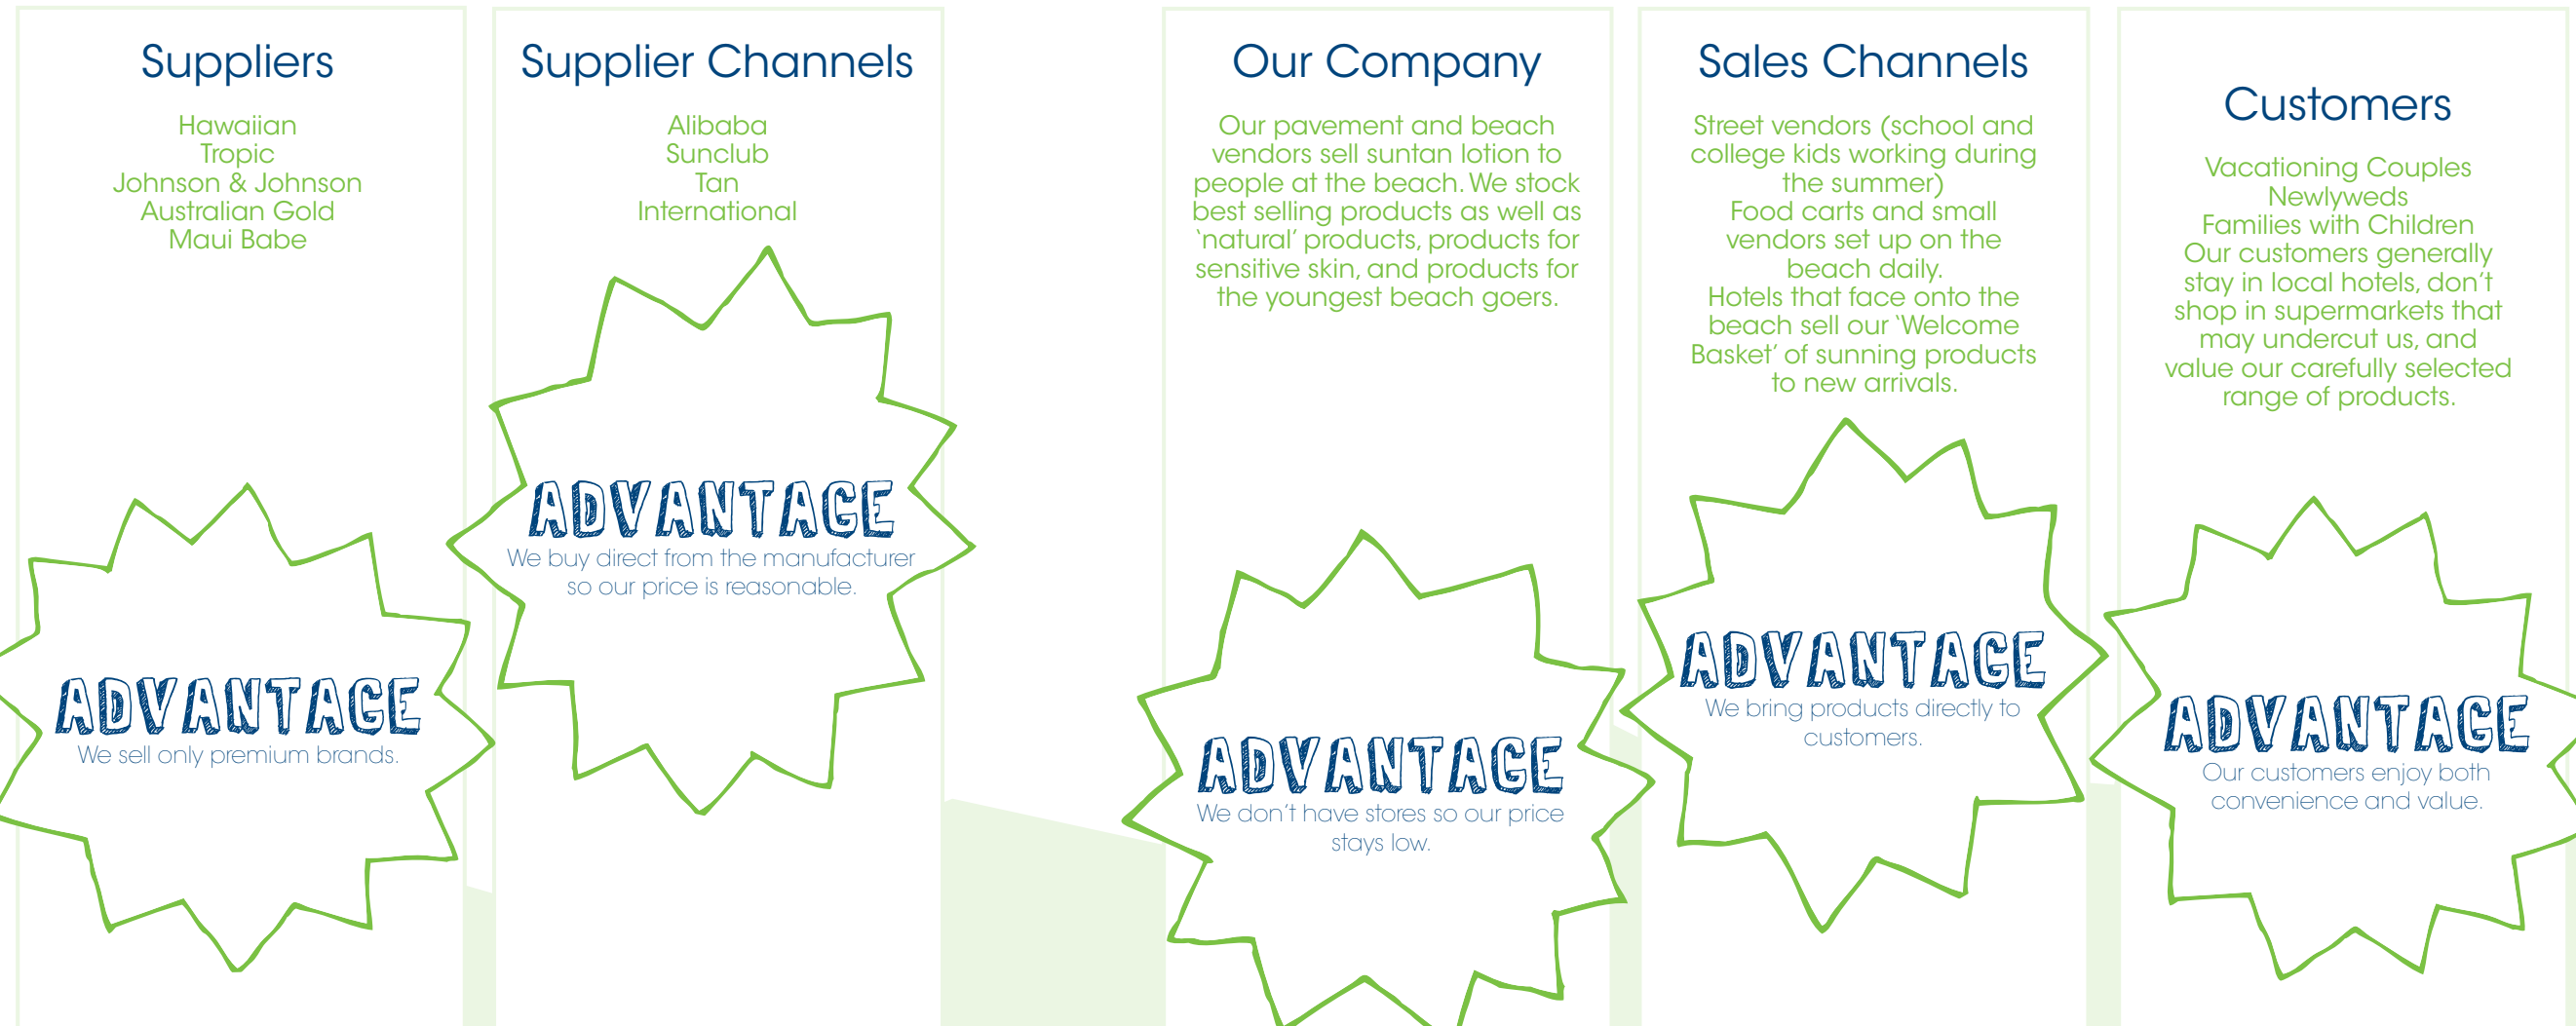 Suppliers
Hawaiian
Tropic
Johnson & Johnson
Australian Gold
Maui Babe
ADVANTAGE
We sell only premium brands.
Supplier Channels
Alibaba
Sunclub
Tan
International
ADVANTAGE
We buy direct from the manufacturer
so our price is reasonable.
Our Company
Our pavement and beach
vendors sell suntan lotion to
people at the beach. We stock
best selling products as well as
‘natural’ products, products for
sensitive skin, and products for
the youngest beach goers.
ADVANTAGE
We don’t have stores so our price
stays low.
Sales Channels
Street vendors (school and
college kids working during
the summer)
Food carts and small
vendors set up on the
beach daily.
Hotels that face onto the
beach sell our ‘Welcome
Basket’ of sunning products
to new arrivals.
ADVANTAGE
We bring products directly to
customers.
Customers
Vacationing Couples
Newlyweds
Families with Children
Our customers generally
stay in local hotels, don’t
shop in supermarkets that
may undercut us, and
value our carefully selected
range of products.
ADVANTAGE
Our customers enjoy both
convenience and value.